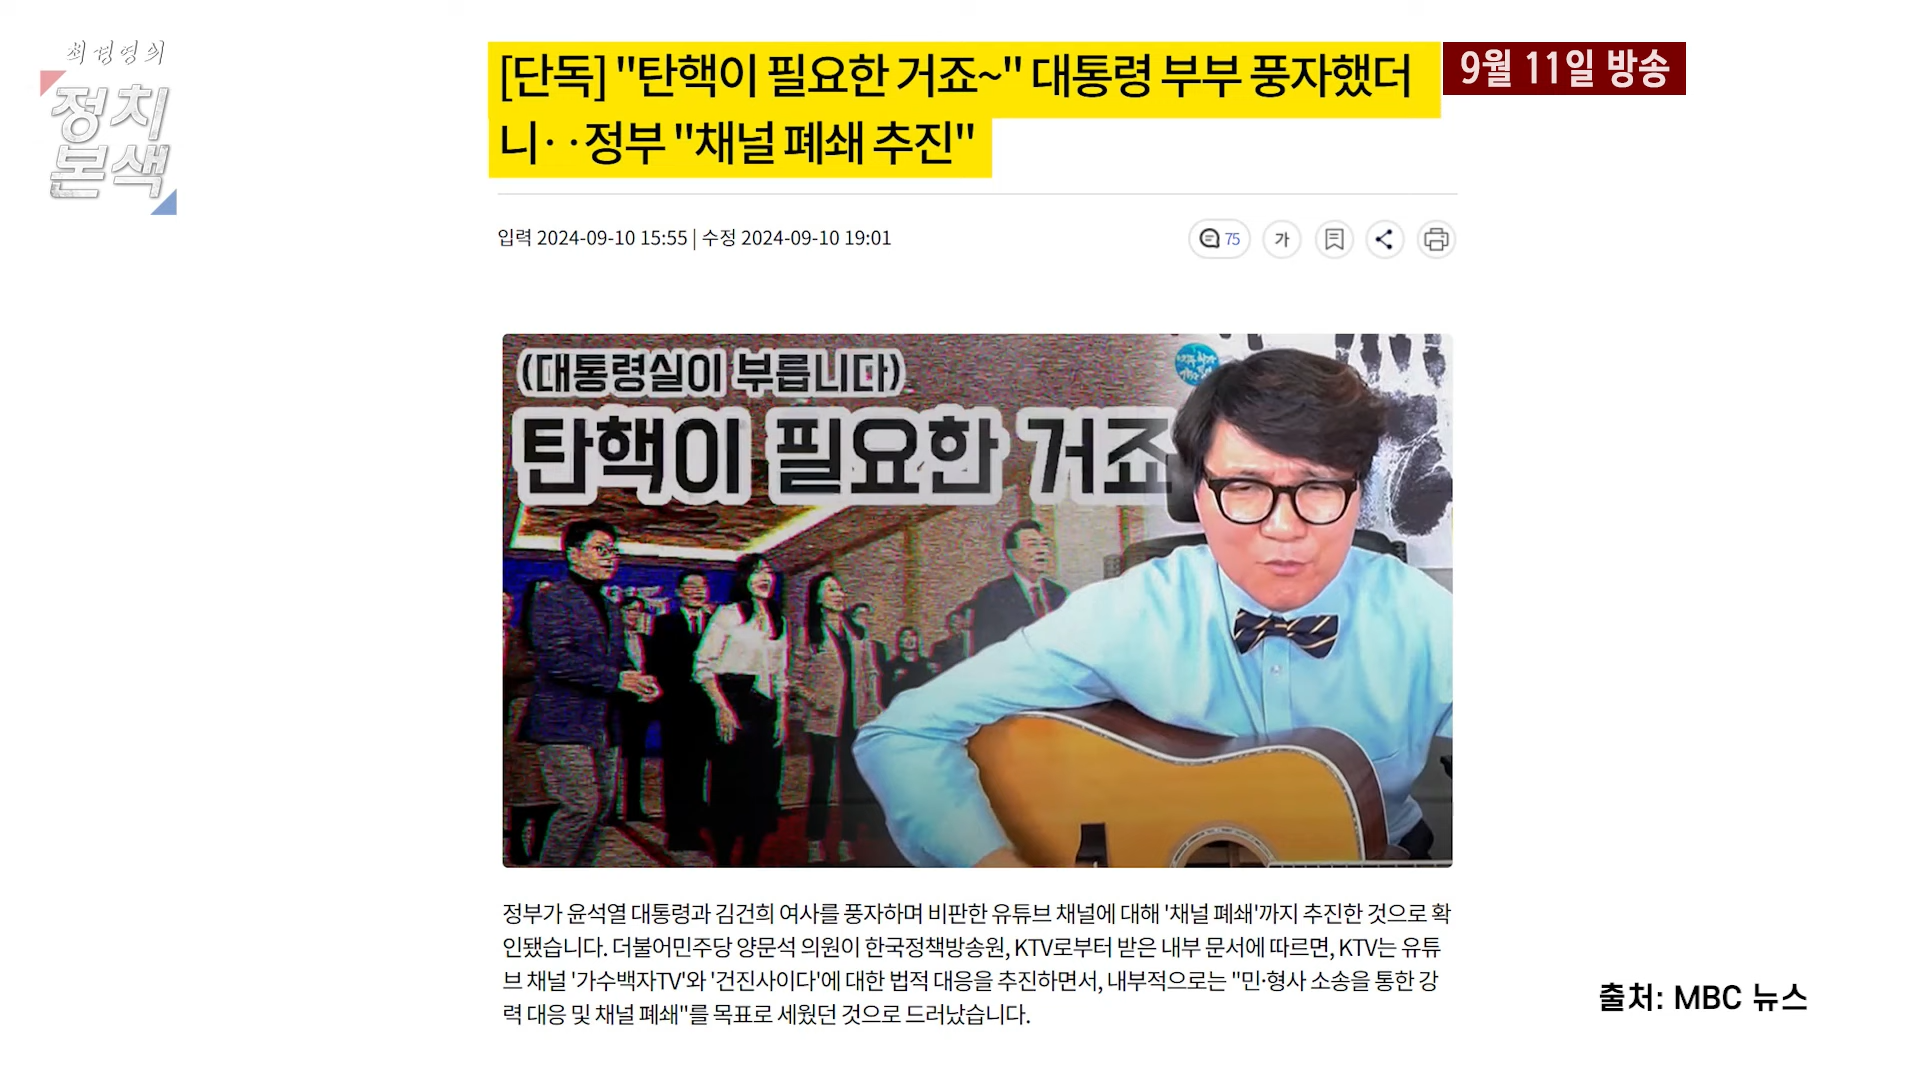 최경영의
정치
본색
[단독] "탄핵이 필요한 거죠~" 대통령 부부 풍자했더
니‥정부 "채널 폐쇄 추진"
9월 11일 방송
입력 2024-09-10 15:55 | 수정 2024-09-10 19:01
75
가
(대통령실이 부릅니다)
탄핵이 필요한 거죠
정부가 윤석열 대통령과 김건희 여사를 풍자하며 비판한 유튜브 채널에 대해 '채널 폐쇄'까지 추진한 것으로 확
인됐습니다. 더불어민주당 양문석 의원이 한국정책방송원, KTV로부터 받은 내부 문서에 따르면, KTV는 유튜
브 채널 '가수백자TV'와 '건진사이다'에 대한 법적 대응을 추진하면서, 내부적으로는 "민·형사 소송을 통한 강
력 대응 및 채널 폐쇄"를 목표로 세웠던 것으로 드러났습니다.
출처: MBC 뉴스